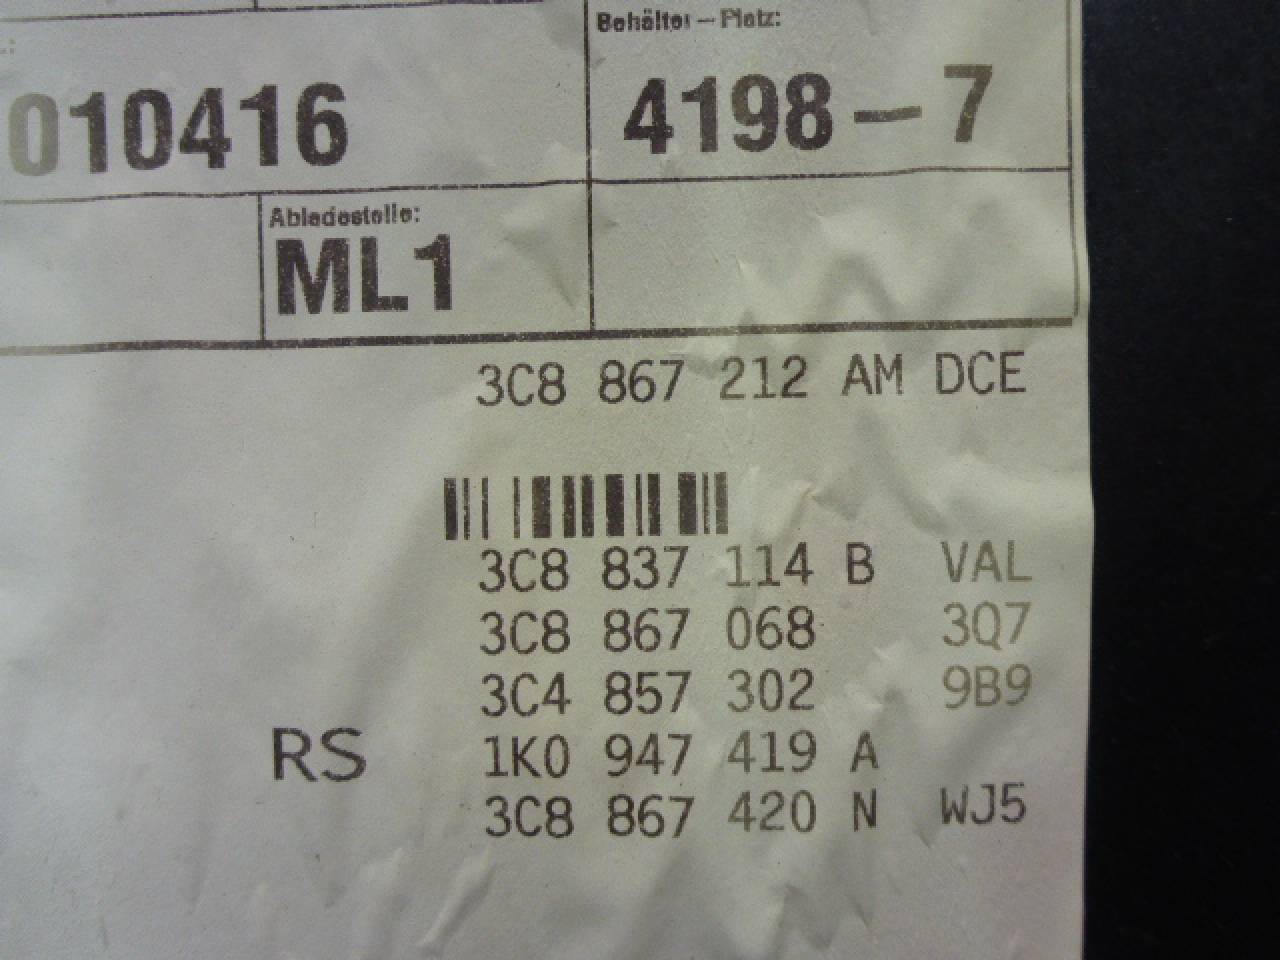 Behälter-Platz:
010416
4198-7
Abladestelle:
ML1
3C8 867 212 AM DCE
3C8 837 114 B VAL
3C8 867 068 3Q7
3C4 857 302 9B9
RS 1K0 947 419 A
3C8 867 420 N WJ5